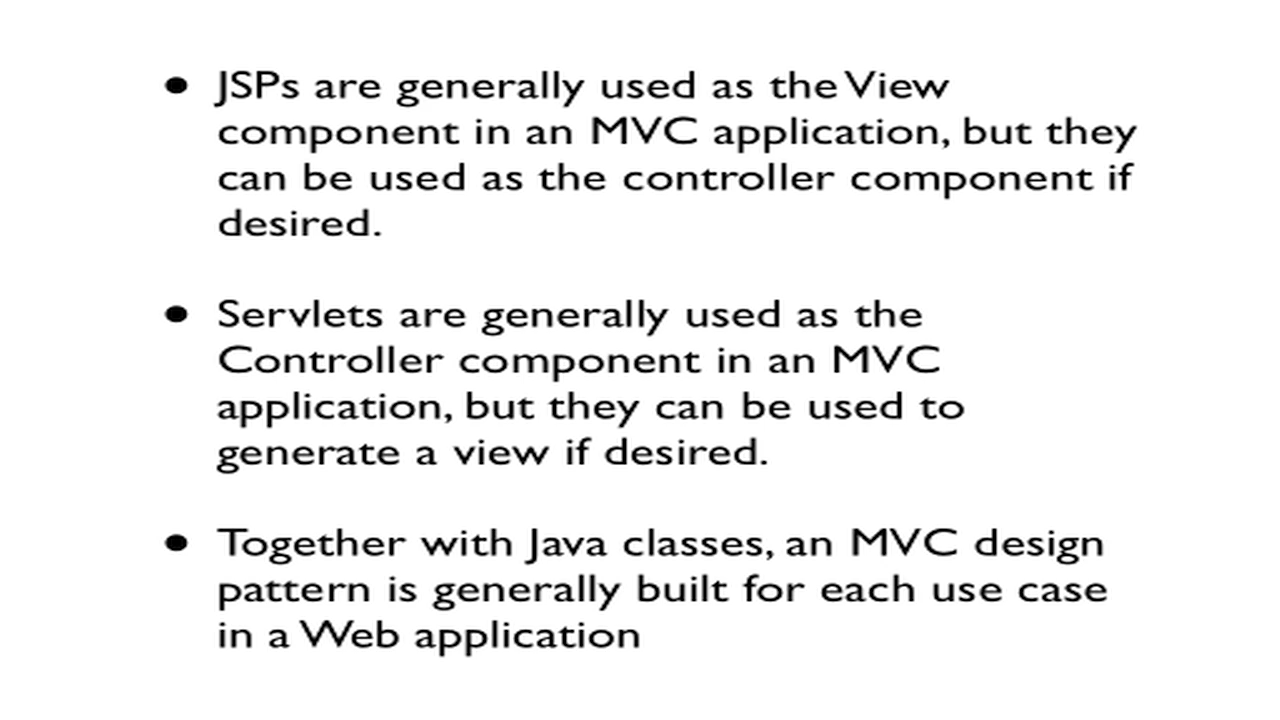 • JSPs are generally used as the View
component in an MVC application, but they
can be used as the controller component if
desired.
• Servlets are generally used as the
Controller component in an MVC
application, but they can be used to
generate a view if desired.
• Together with Java classes, an MVC design
pattern is generally built for each use case
in a Web application